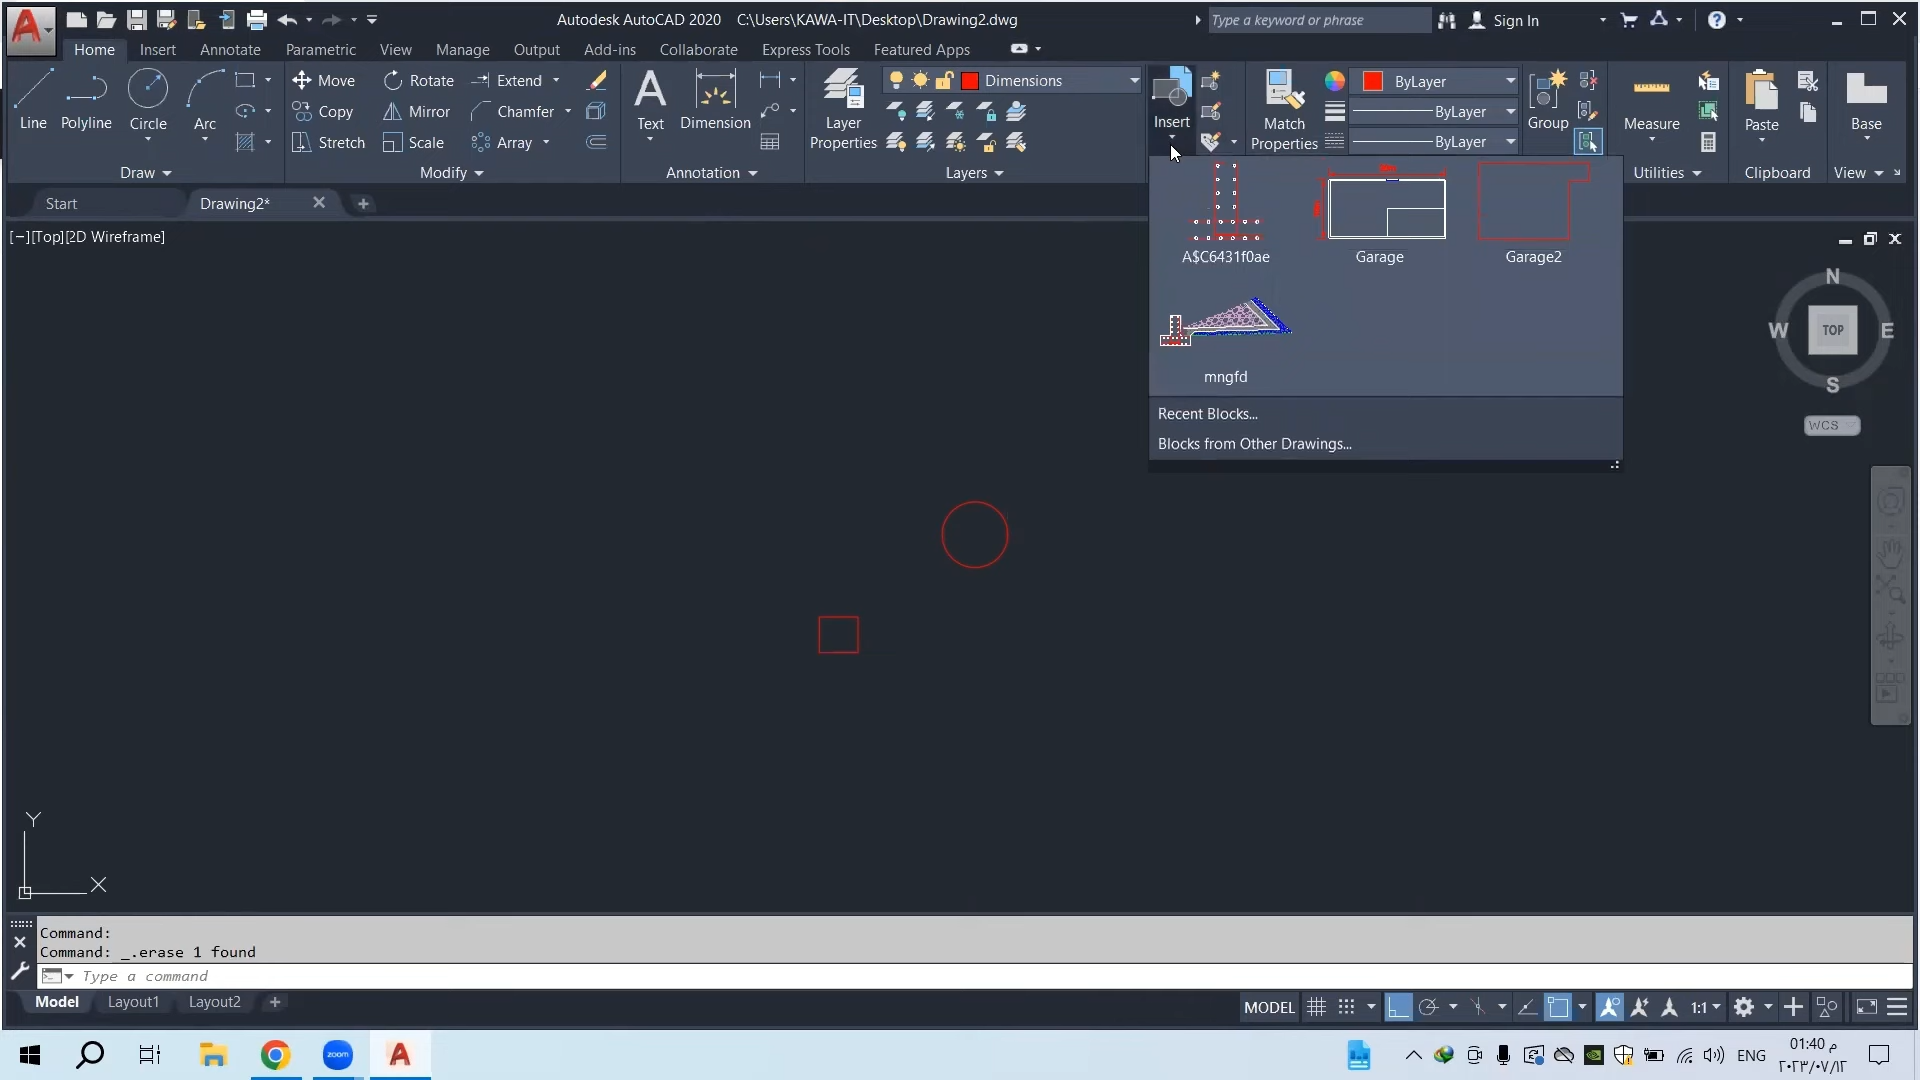 Autodesk AutoCAD 2020 C:\Users\KAWA-IT\Desktop\Drawing2.dwg
Type a keyword or phrase
Sign In
Home Insert Annotate Parametric View Manage Output Add-ins Collaborate Express Tools Featured Apps
Line Polyline Circle Arc
Move Rotate Extend
Copy Mirror Chamfer
Stretch Scale Array
Text Dimension
Layer Properties
Dimensions
Insert
Match Properties
ByLayer
ByLayer
ByLayer
Group
Measure
Paste
Base
Draw Modify Annotation Layers Utilities Clipboard View
Start Drawing2*
[−][Top][2D Wireframe]
A$C6431f0ae Garage Garage2
mngfd
Recent Blocks...
Blocks from Other Drawings...
N
W TOP E
S
WCS
Y
X
Command:
Command: _.erase 1 found
Type a command
Model Layout1 Layout2
MODEL 1:1
zoom
ENG
01:40 م
٢٠٢٣/٠٧/١٢